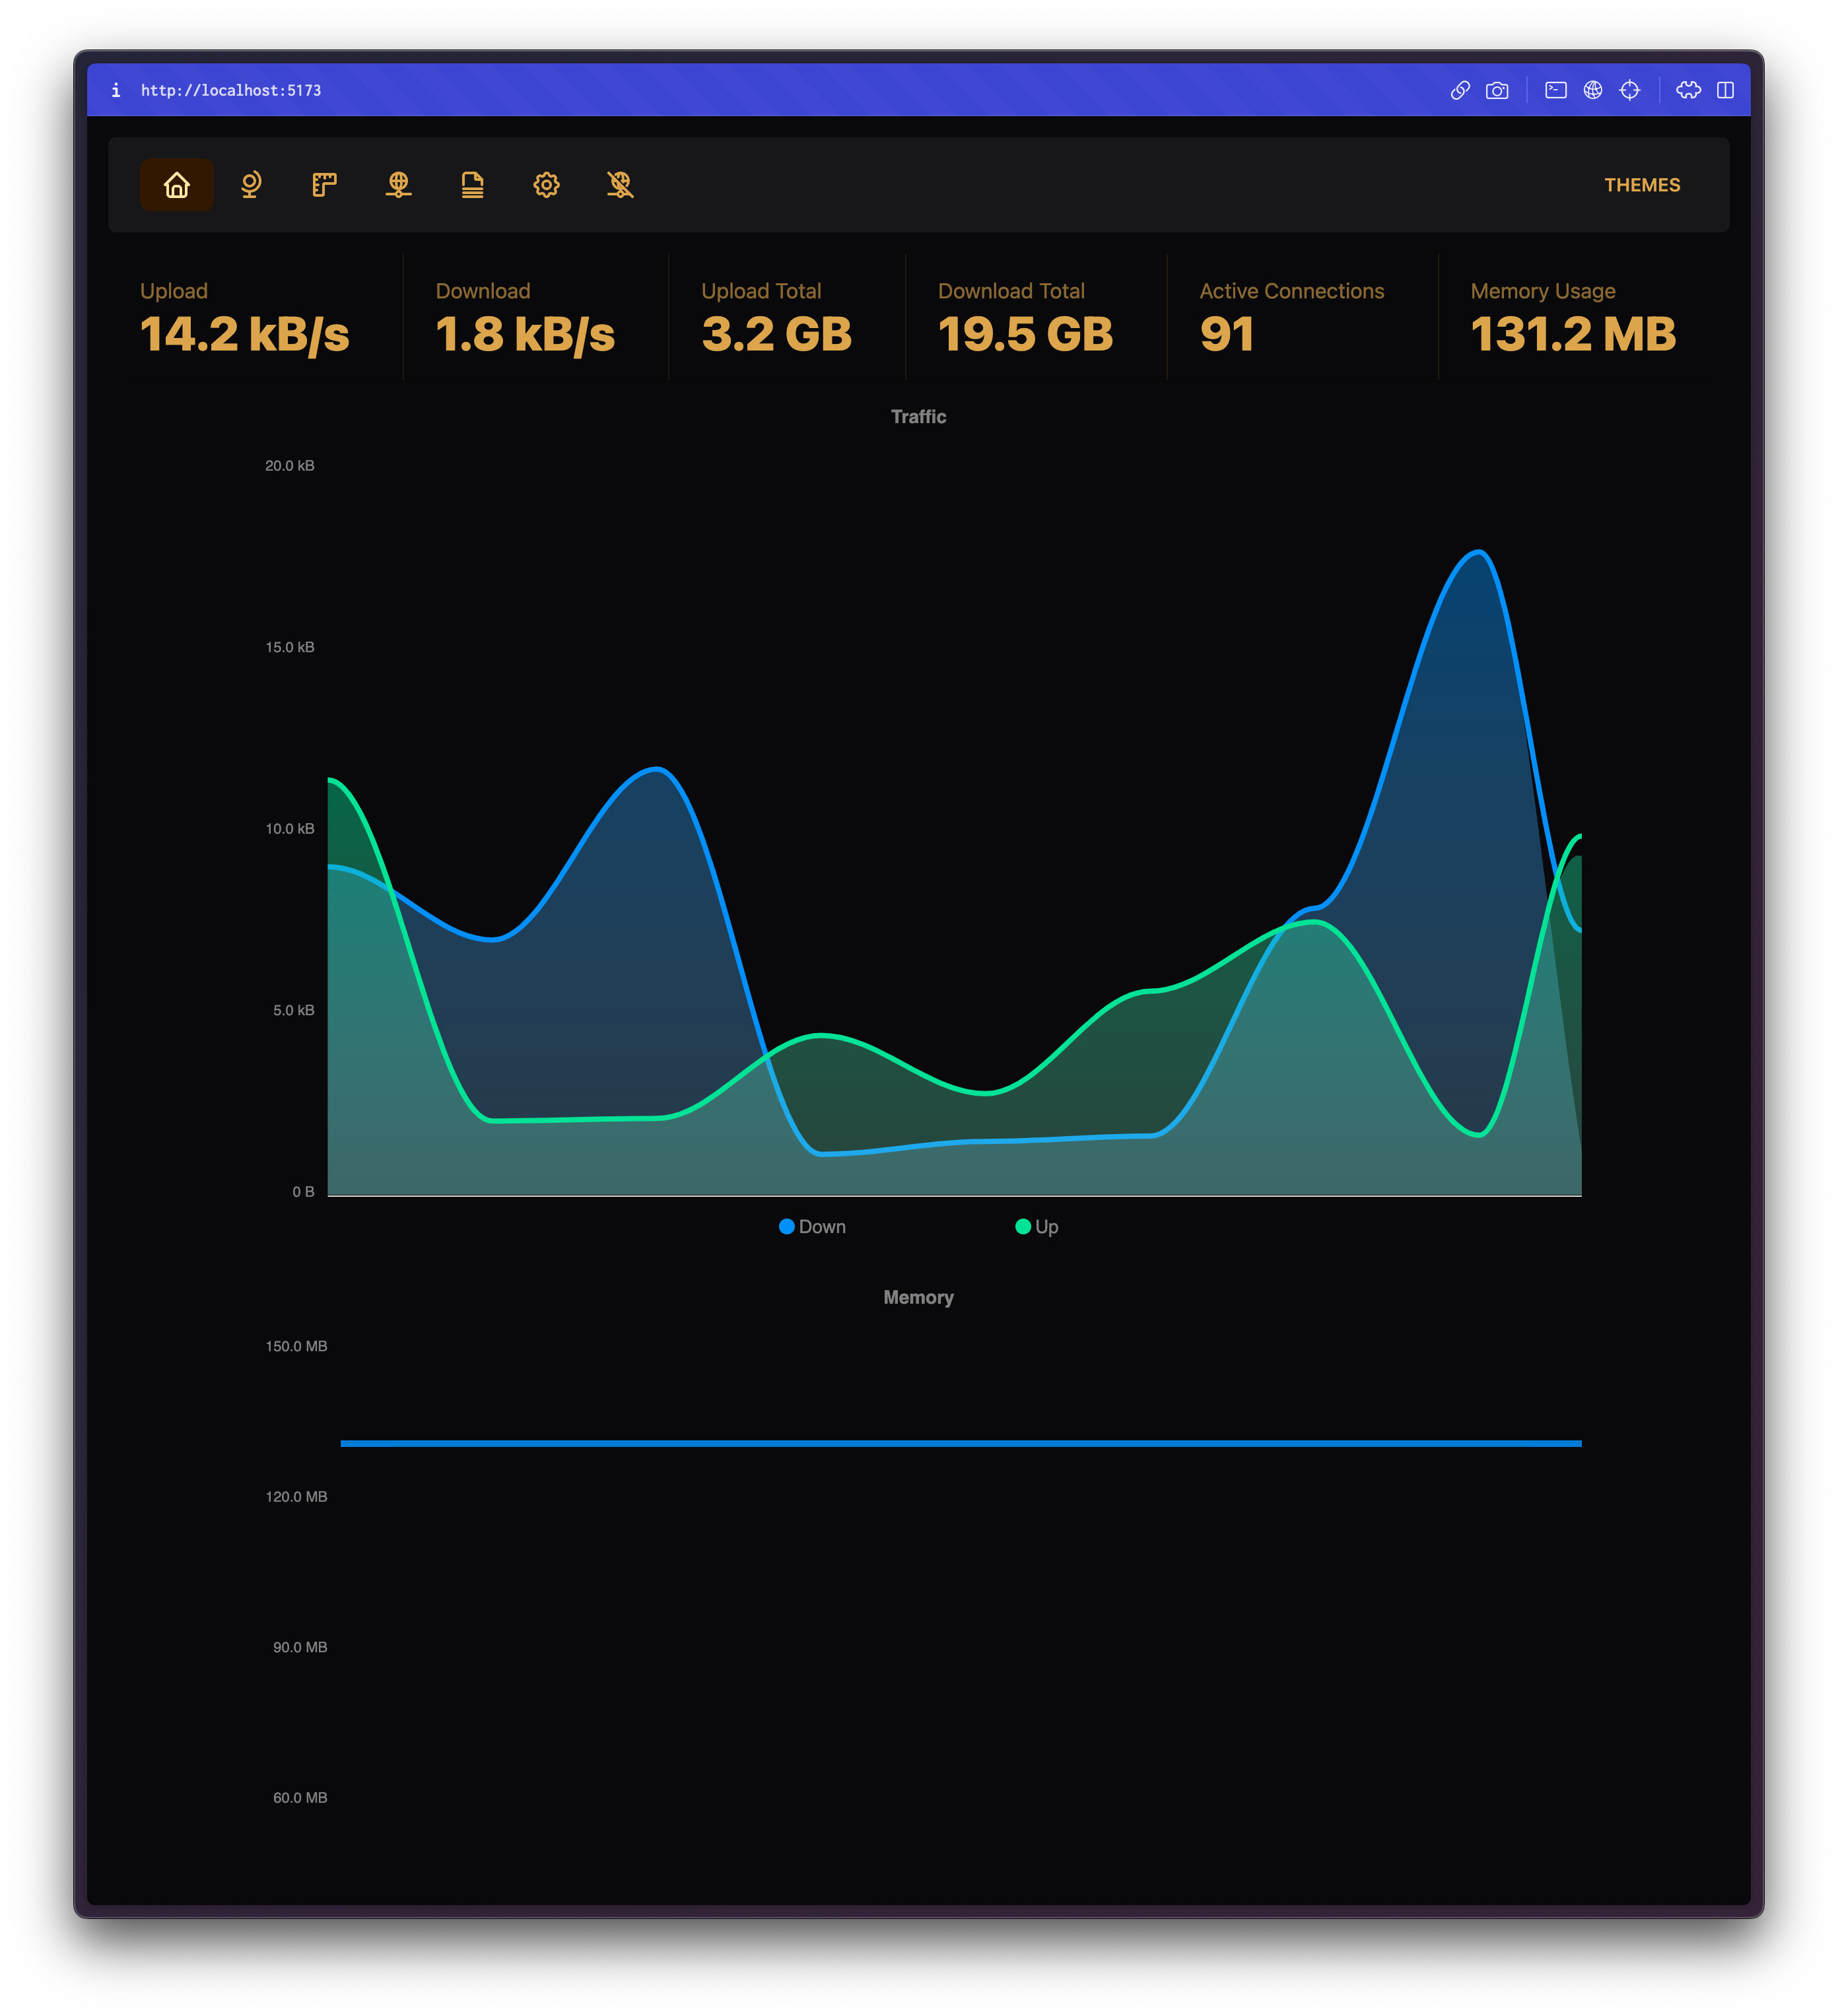 i http://localhost:5173
THEMES
Upload
14.2 kB/s
Download
1.8 kB/s
Upload Total
3.2 GB
Download Total
19.5 GB
Active Connections
91
Memory Usage
131.2 MB
Traffic
20.0 kB
15.0 kB
10.0 kB
5.0 kB
0 B
Down Up
Memory
150.0 MB
120.0 MB
90.0 MB
60.0 MB